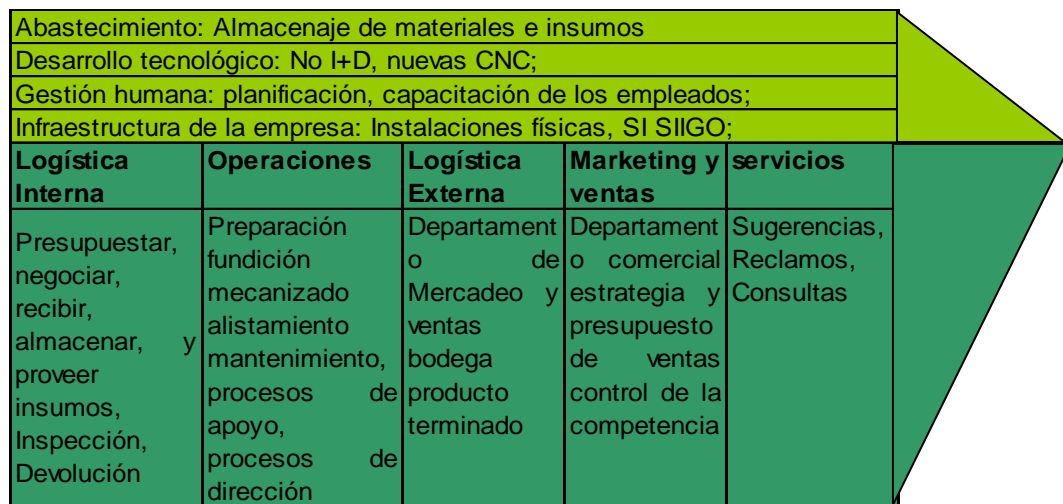 Abastecimiento: Almacenaje de materiales e insumos
Desarrollo tecnológico: No I+D, nuevas CNC;
Gestión humana: planificación, capacitación de los empleados;
Infraestructura de la empresa: Instalaciones físicas, SI SIIGO;
Logística
Interna
Operaciones
Logística
Externa
Marketing y
ventas
servicios
Presupuestar,
negociar,
recibir,
almacenar, y
proveer
insumos,
Inspección,
Devolución
Preparación
fundición
mecanizado
alistamiento
mantenimiento,
procesos de
apoyo,
procesos de
dirección
Departament
o de
Mercadeo y
ventas
bodega
producto
terminado
Departament
o comercial
estrategia y
presupuesto
de ventas
control de la
competencia
Sugerencias,
Reclamos,
Consultas